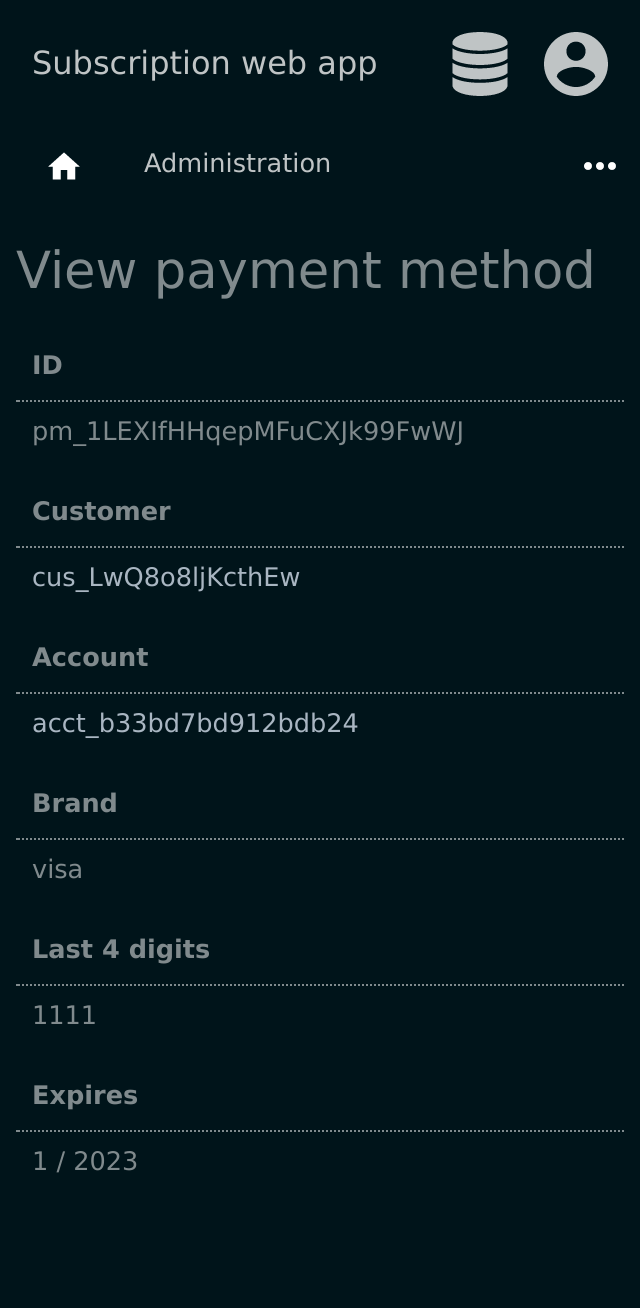 Subscription web app
Administration
View payment method
ID
pm_1LEXIfHHqepMFuCXJk99FwWJ
Customer
cus_LwQ8o8ljKcthEw
Account
acct_b33bd7bd912bdb24
Brand
visa
Last 4 digits
1111
Expires
1 / 2023